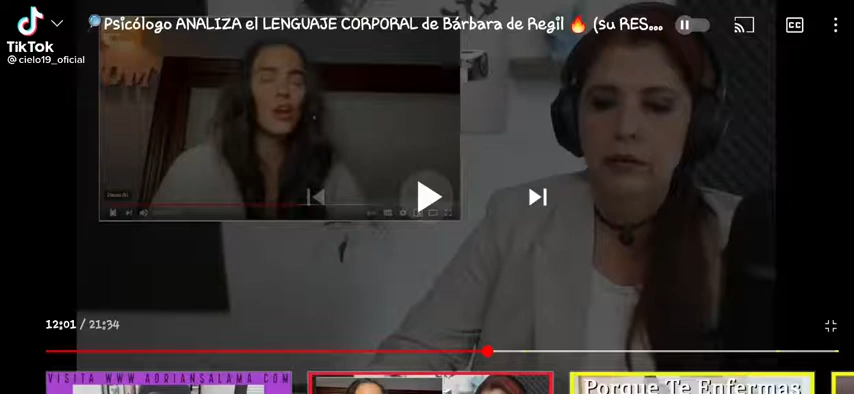 🔎Psicólogo ANALIZA el LENGUAJE CORPORAL de Bárbara de Regil 🔥 (su RES...
CC
TikTok
@cielo19_oficial
12:01 / 21:34
VISITA WWW.ADRIANSALAMA.COM
Porque Te Enfermas